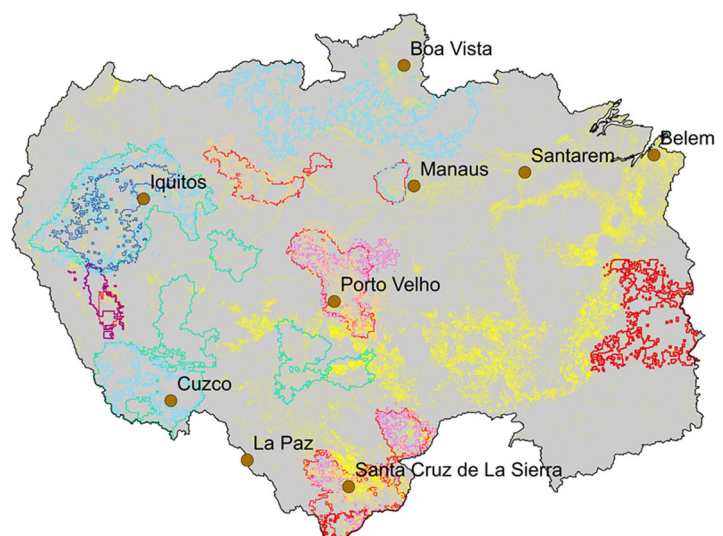 Boa Vista
Belem
Santarem
Manaus
Iquitos
Porto Velho
Cuzco
La Paz
Santa Cruz de La Sierra